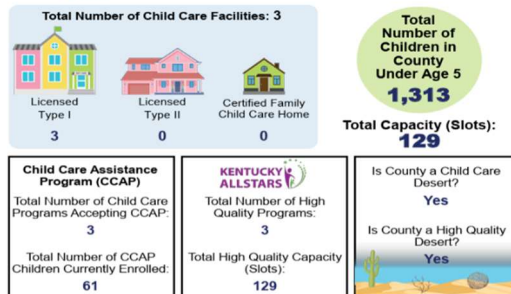 Total Number of Child Care Facilities: 3
Licensed
Type I
3
Licensed
Type II
0
Certified Family
Child Care Home
0
Total
Number of
Children in
County
Under Age 5
1,313
Total Capacity (Slots):
129
Child Care Assistance
Program (CCAP)
Total Number of Child Care
Programs Accepting CCAP:
3
Total Number of CCAP
Children Currently Enrolled:
61
KENTUCKY
ALLSTARS
Total Number of High
Quality Programs:
3
Total High Quality Capacity
(Slots):
129
Is County a Child Care
Desert?
Yes
Is County a High Quality
Desert?
Yes